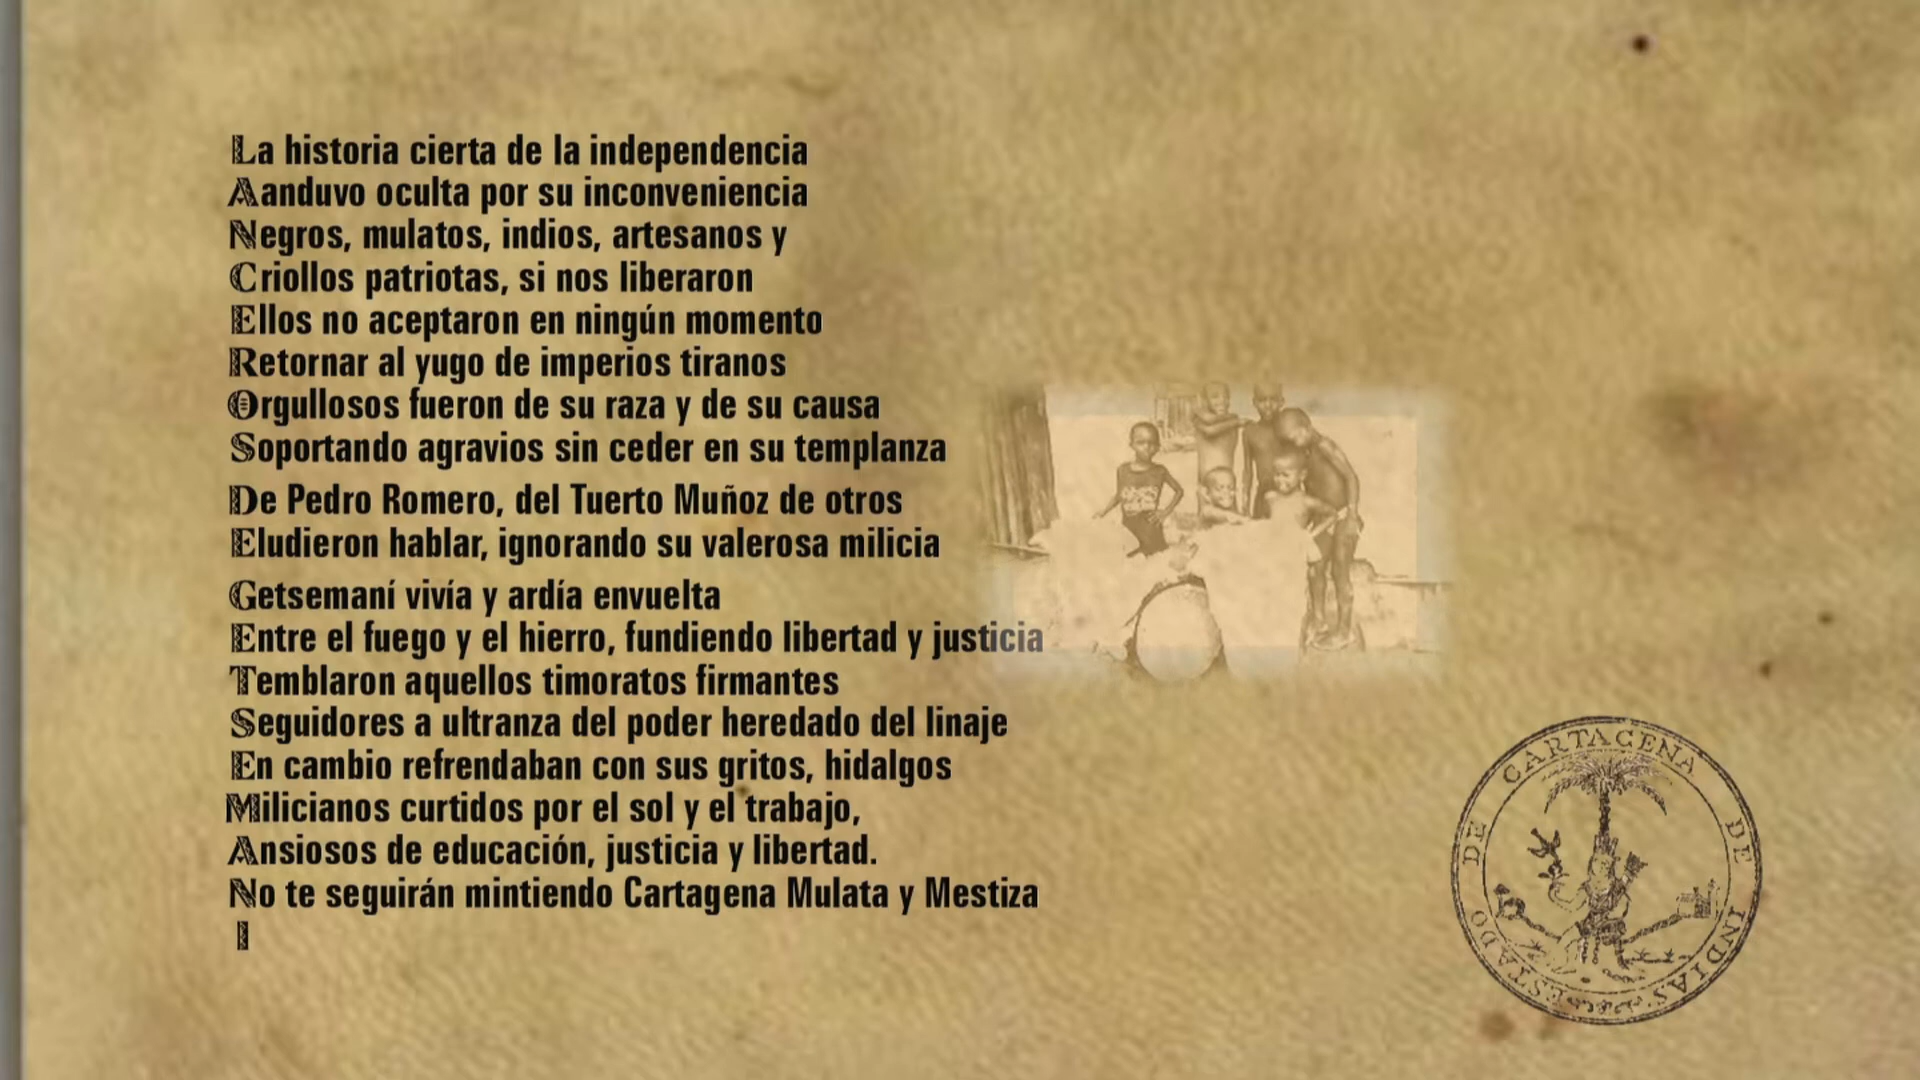 La historia cierta de la independencia
Aanduvo oculta por su inconveniencia
Negros, mulatos, indios, artesanos y
Criollos patriotas, si nos liberaron
Ellos no aceptaron en ningún momento
Retornar al yugo de imperios tiranos
Orgullosos fueron de su raza y de su causa
Soportando agravios sin ceder en su templanza
De Pedro Romero, del Tuerto Muñoz de otros
Eludieron hablar, ignorando su valerosa milicia
Getsemaní vivía y ardía envuelta
Entre el fuego y el hierro, fundiendo libertad y justicia
Temblaron aquellos timoratos firmantes
Seguidores a ultranza del poder heredado del linaje
En cambio refrendaban con sus gritos, hidalgos
Milicianos curtidos por el sol y el trabajo,
Ansiosos de educación, justicia y libertad.
No te seguirán mintiendo Cartagena Mulata y Mestiza
I
ESTADO DE CARTAGENA DE INDIAS